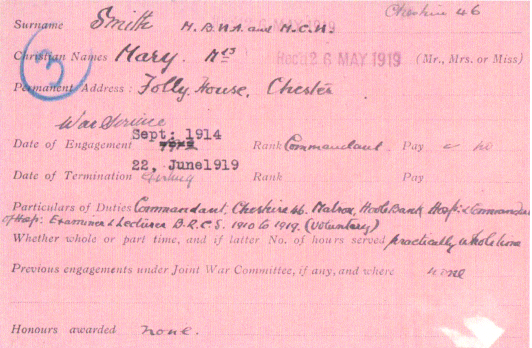 Cheshire 46
Surname Smith M.B.N.A. and M.C.N. 26 MAY 1919
Christian Names Mary. Mrs Recd 26 MAY 1919 (Mr., Mrs. or Miss)
3
Permanent Address : Folly House, Chester
War Service
Sept: 1914
Date of Engagement Rank Commandant Pay no
22, June 1919
Date of Termination Rank Pay
Particulars of Duties Commandant, Cheshire 46. Matron, Hoole Bank Hosp: & Commandant
of Hosp: Examiner & Lecturer B.R.C.S. 1910 to 1919. (voluntary)
Whether whole or part time, and if latter No. of hours served practically whole time
Previous engagements under Joint War Committee, if any, and where none
Honours awarded none.